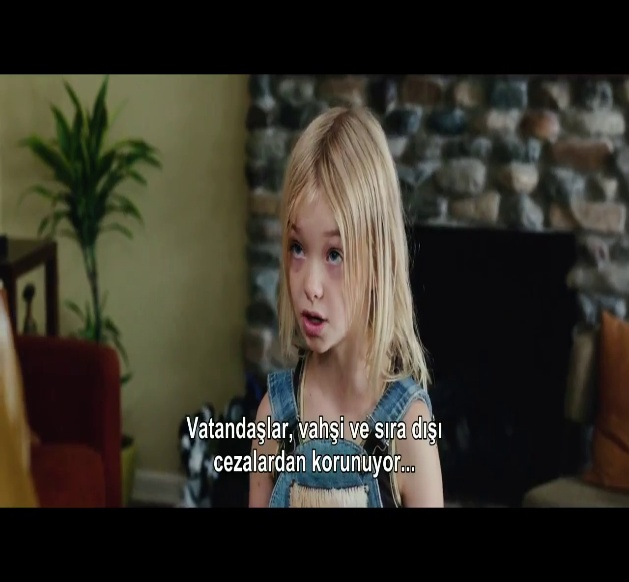 Vatandaşlar, vahşi ve sıra dışı
cezalardan korunuyor...